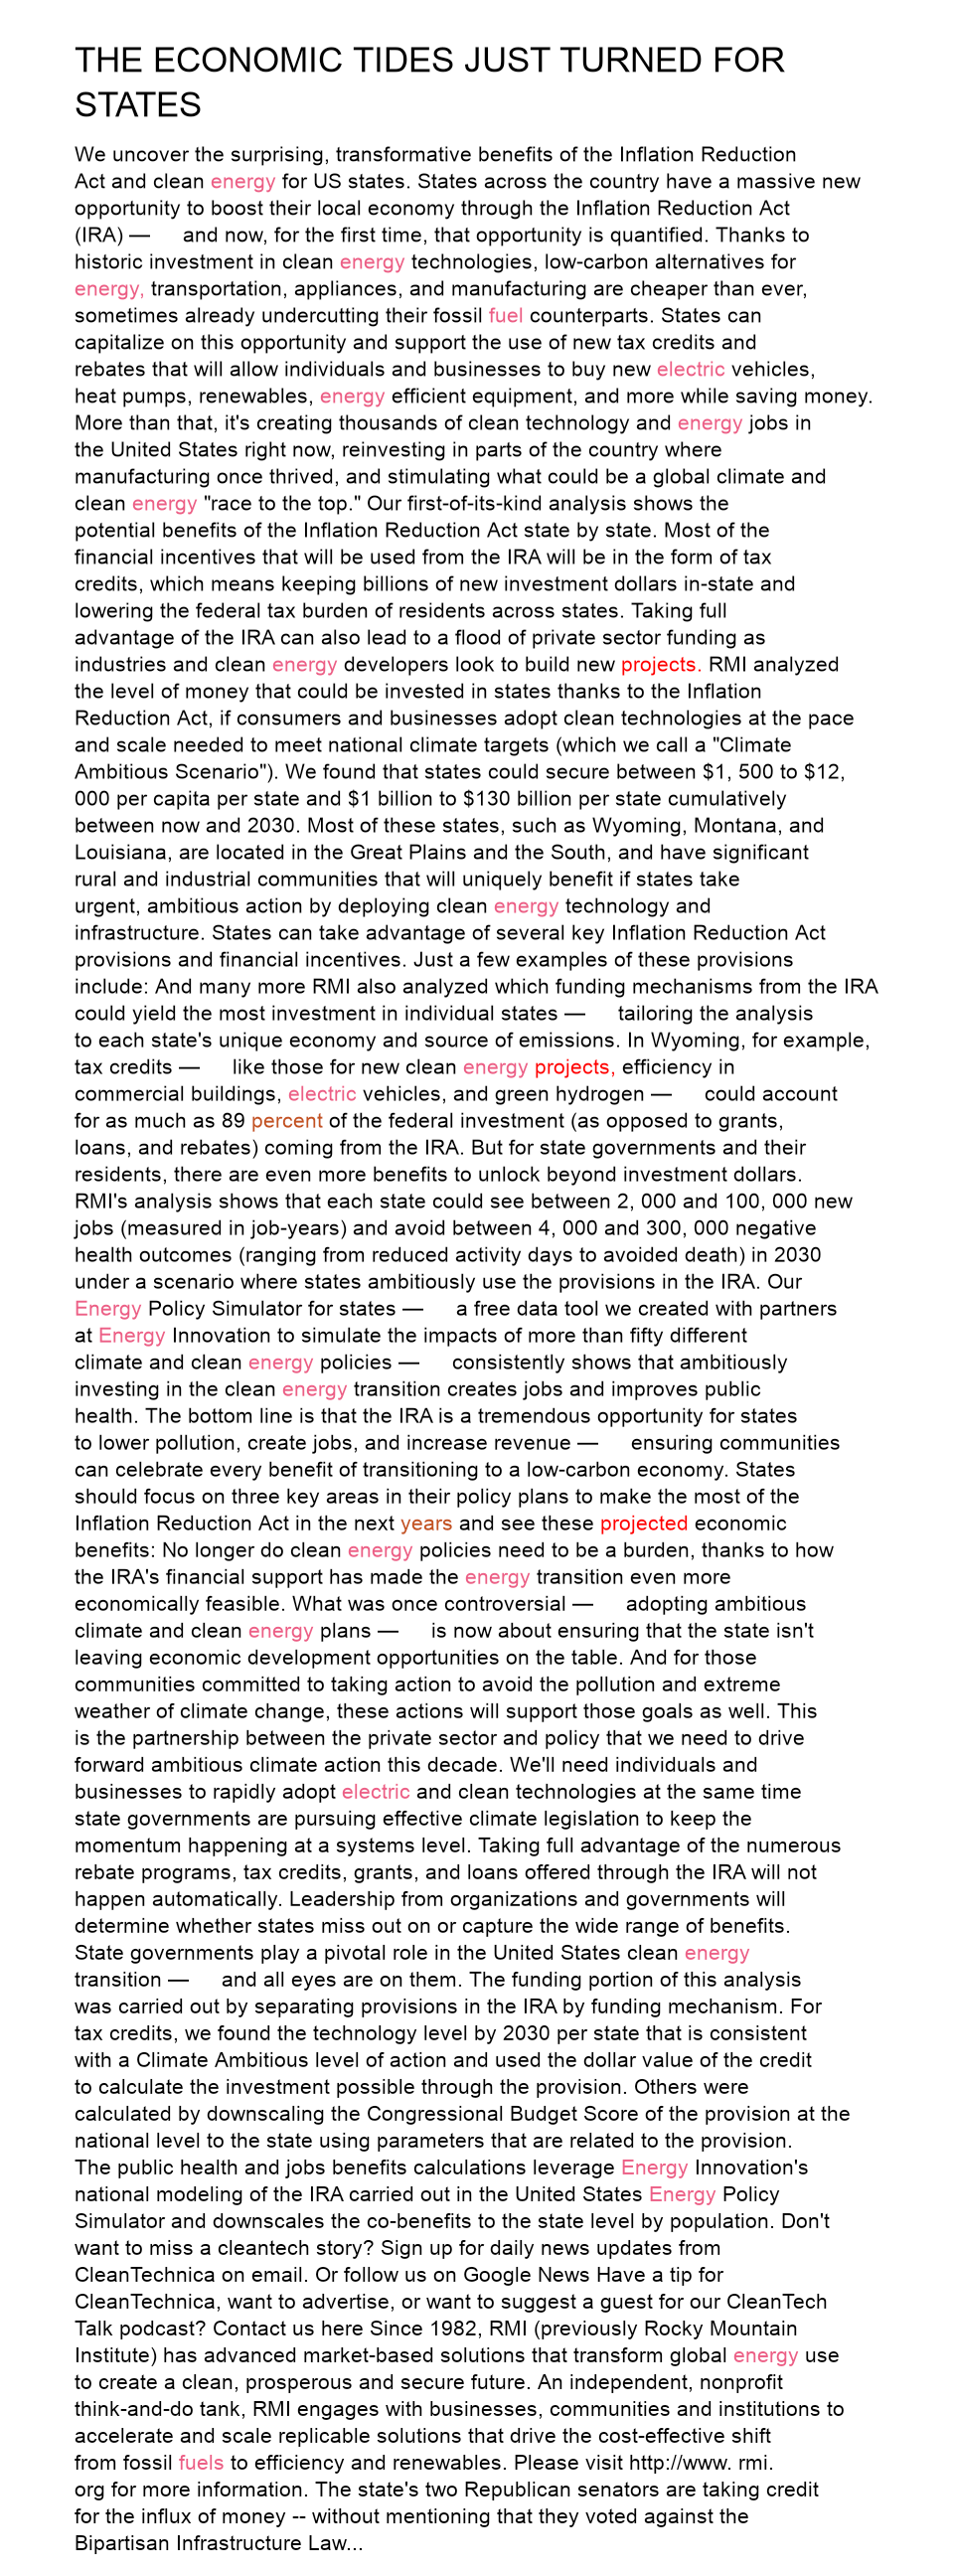 THE ECONOMIC TIDES JUST TURNED FOR
STATES
We uncover the surprising, transformative benefits of the Inflation Reduction
Act and clean energy for US states. States across the country have a massive new
opportunity to boost their local economy through the Inflation Reduction Act
(IRA) — and now, for the first time, that opportunity is quantified. Thanks to
historic investment in clean energy technologies, low-carbon alternatives for
energy, transportation, appliances, and manufacturing are cheaper than ever,
sometimes already undercutting their fossil fuel counterparts. States can
capitalize on this opportunity and support the use of new tax credits and
rebates that will allow individuals and businesses to buy new electric vehicles,
heat pumps, renewables, energy efficient equipment, and more while saving money.
More than that, it's creating thousands of clean technology and energy jobs in
the United States right now, reinvesting in parts of the country where
manufacturing once thrived, and stimulating what could be a global climate and
clean energy "race to the top." Our first-of-its-kind analysis shows the
potential benefits of the Inflation Reduction Act state by state. Most of the
financial incentives that will be used from the IRA will be in the form of tax
credits, which means keeping billions of new investment dollars in-state and
lowering the federal tax burden of residents across states. Taking full
advantage of the IRA can also lead to a flood of private sector funding as
industries and clean energy developers look to build new projects. RMI analyzed
the level of money that could be invested in states thanks to the Inflation
Reduction Act, if consumers and businesses adopt clean technologies at the pace
and scale needed to meet national climate targets (which we call a "Climate
Ambitious Scenario"). We found that states could secure between $1, 500 to $12,
000 per capita per state and $1 billion to $130 billion per state cumulatively
between now and 2030. Most of these states, such as Wyoming, Montana, and
Louisiana, are located in the Great Plains and the South, and have significant
rural and industrial communities that will uniquely benefit if states take
urgent, ambitious action by deploying clean energy technology and
infrastructure. States can take advantage of several key Inflation Reduction Act
provisions and financial incentives. Just a few examples of these provisions
include: And many more RMI also analyzed which funding mechanisms from the IRA
could yield the most investment in individual states — tailoring the analysis
to each state's unique economy and source of emissions. In Wyoming, for example,
tax credits — like those for new clean energy projects, efficiency in
commercial buildings, electric vehicles, and green hydrogen — could account
for as much as 89 percent of the federal investment (as opposed to grants,
loans, and rebates) coming from the IRA. But for state governments and their
residents, there are even more benefits to unlock beyond investment dollars.
RMI's analysis shows that each state could see between 2, 000 and 100, 000 new
jobs (measured in job-years) and avoid between 4, 000 and 300, 000 negative
health outcomes (ranging from reduced activity days to avoided death) in 2030
under a scenario where states ambitiously use the provisions in the IRA. Our
Energy Policy Simulator for states — a free data tool we created with partners
at Energy Innovation to simulate the impacts of more than fifty different
climate and clean energy policies — consistently shows that ambitiously
investing in the clean energy transition creates jobs and improves public
health. The bottom line is that the IRA is a tremendous opportunity for states
to lower pollution, create jobs, and increase revenue — ensuring communities
can celebrate every benefit of transitioning to a low-carbon economy. States
should focus on three key areas in their policy plans to make the most of the
Inflation Reduction Act in the next years and see these projected economic
benefits: No longer do clean energy policies need to be a burden, thanks to how
the IRA's financial support has made the energy transition even more
economically feasible. What was once controversial — adopting ambitious
climate and clean energy plans — is now about ensuring that the state isn't
leaving economic development opportunities on the table. And for those
communities committed to taking action to avoid the pollution and extreme
weather of climate change, these actions will support those goals as well. This
is the partnership between the private sector and policy that we need to drive
forward ambitious climate action this decade. We'll need individuals and
businesses to rapidly adopt electric and clean technologies at the same time
state governments are pursuing effective climate legislation to keep the
momentum happening at a systems level. Taking full advantage of the numerous
rebate programs, tax credits, grants, and loans offered through the IRA will not
happen automatically. Leadership from organizations and governments will
determine whether states miss out on or capture the wide range of benefits.
State governments play a pivotal role in the United States clean energy
transition — and all eyes are on them. The funding portion of this analysis
was carried out by separating provisions in the IRA by funding mechanism. For
tax credits, we found the technology level by 2030 per state that is consistent
with a Climate Ambitious level of action and used the dollar value of the credit
to calculate the investment possible through the provision. Others were
calculated by downscaling the Congressional Budget Score of the provision at the
national level to the state using parameters that are related to the provision.
The public health and jobs benefits calculations leverage Energy Innovation's
national modeling of the IRA carried out in the United States Energy Policy
Simulator and downscales the co-benefits to the state level by population. Don't
want to miss a cleantech story? Sign up for daily news updates from
CleanTechnica on email. Or follow us on Google News Have a tip for
CleanTechnica, want to advertise, or want to suggest a guest for our CleanTech
Talk podcast? Contact us here Since 1982, RMI (previously Rocky Mountain
Institute) has advanced market-based solutions that transform global energy use
to create a clean, prosperous and secure future. An independent, nonprofit
think-and-do tank, RMI engages with businesses, communities and institutions to
accelerate and scale replicable solutions that drive the cost-effective shift
from fossil fuels to efficiency and renewables. Please visit http://www. rmi.
org for more information. The state's two Republican senators are taking credit
for the influx of money -- without mentioning that they voted against the
Bipartisan Infrastructure Law...